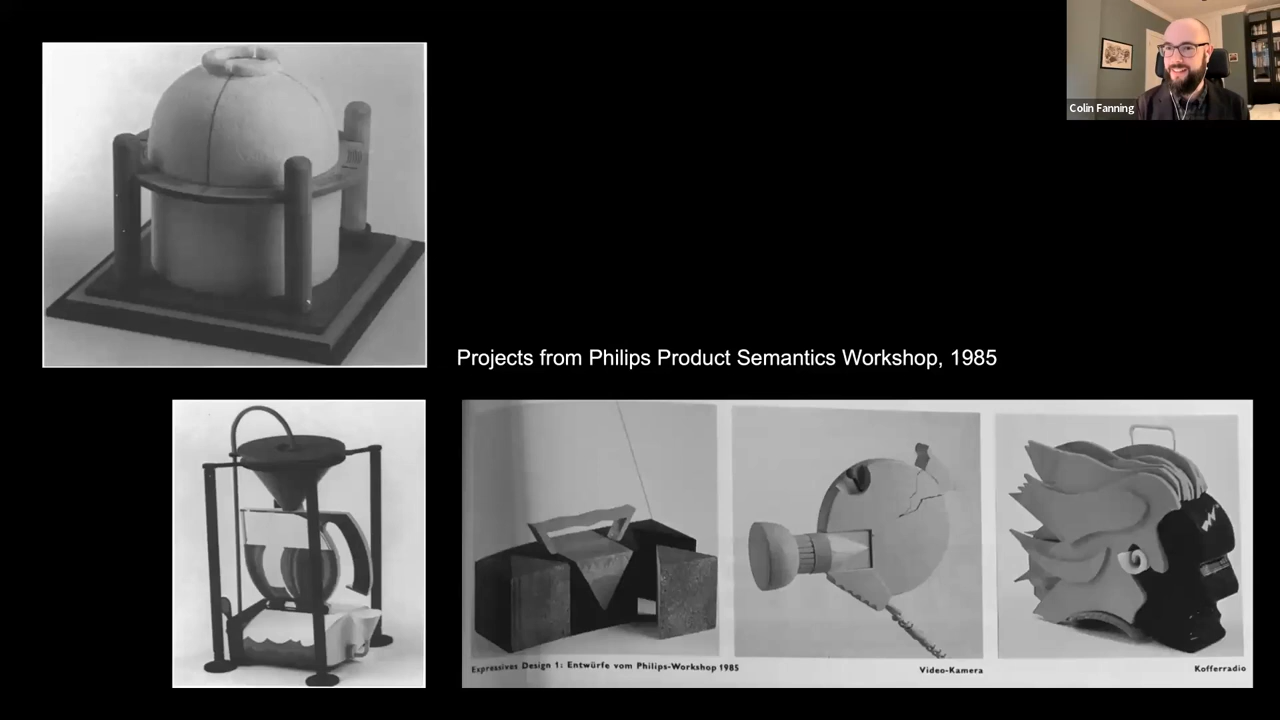 Colin Fanning
Projects from Philips Product Semantics Workshop, 1985
Expressives Design 1: Entwürfe vom Philips-Workshop 1985
Video-Kamera
Kofferradio